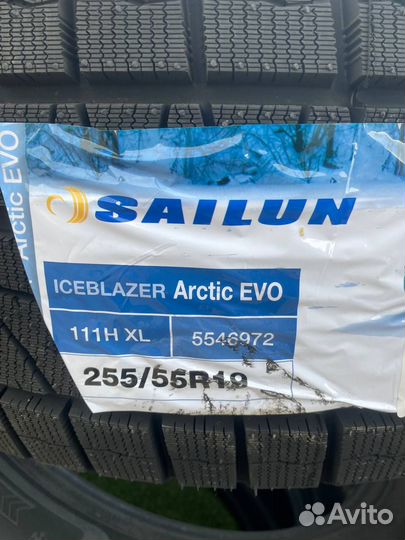 Arctic EVO
SAILUN
ICEBLAZER Arctic EVO
111H XL 5546972
255/55R19
Avito